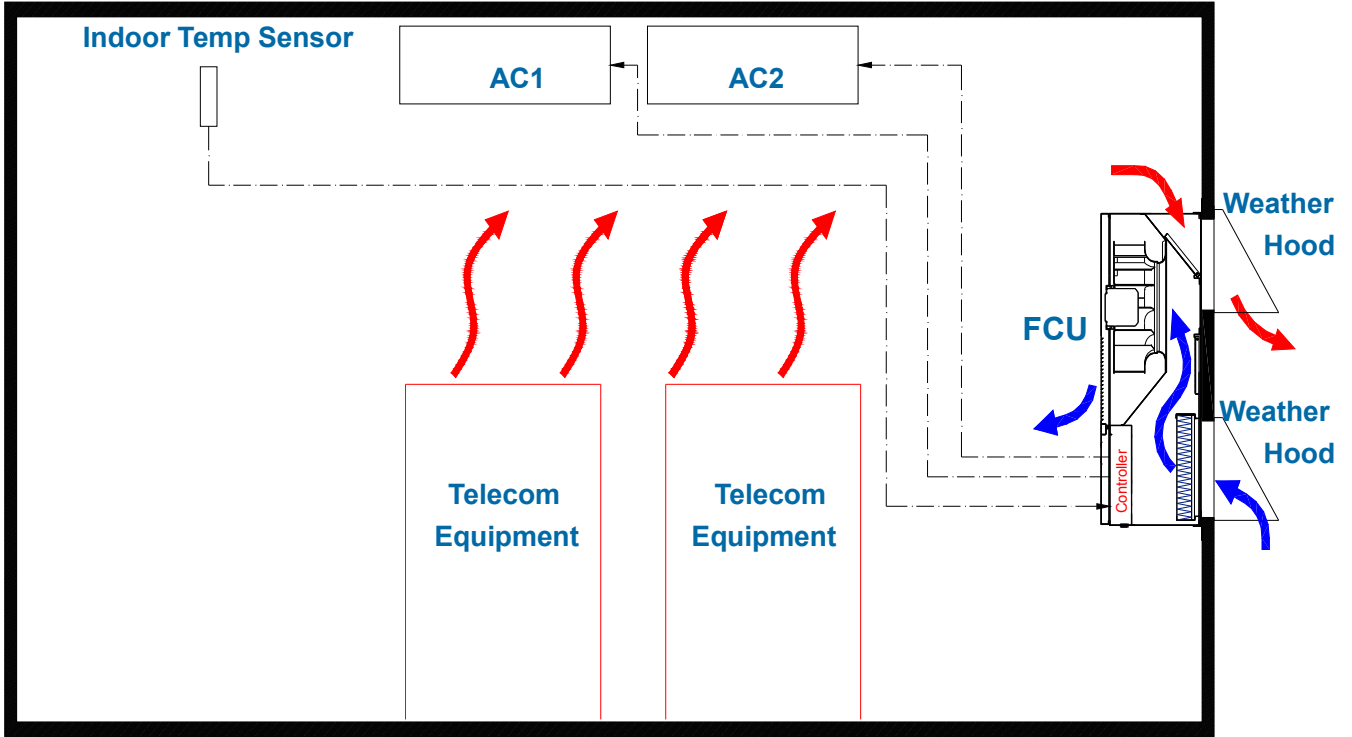 Indoor Temp Sensor
AC1
AC2
Weather
Hood
FCU
Weather
Hood
Controller
Telecom
Equipment
Telecom
Equipment